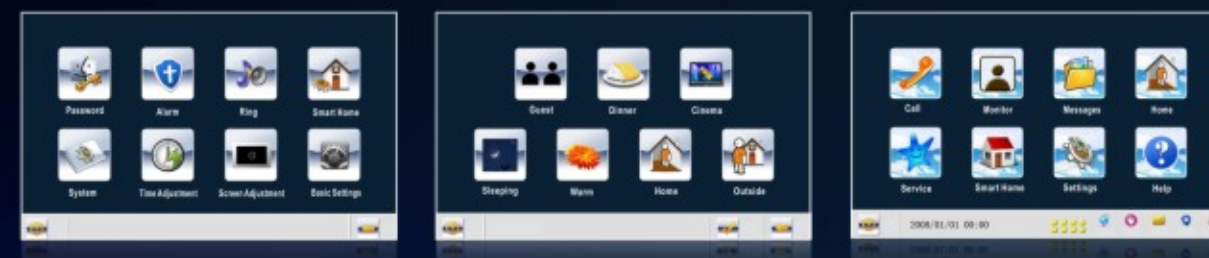 Password Alarm Ring Smart Home
System Time Adjustment Screen Adjustment Basic Settings
Guest Dinner Cinema
Sleeping Warm Home Outside
Call Monitor Messages Home
Service Smart Home Settings Help
2008/01/01 00:00